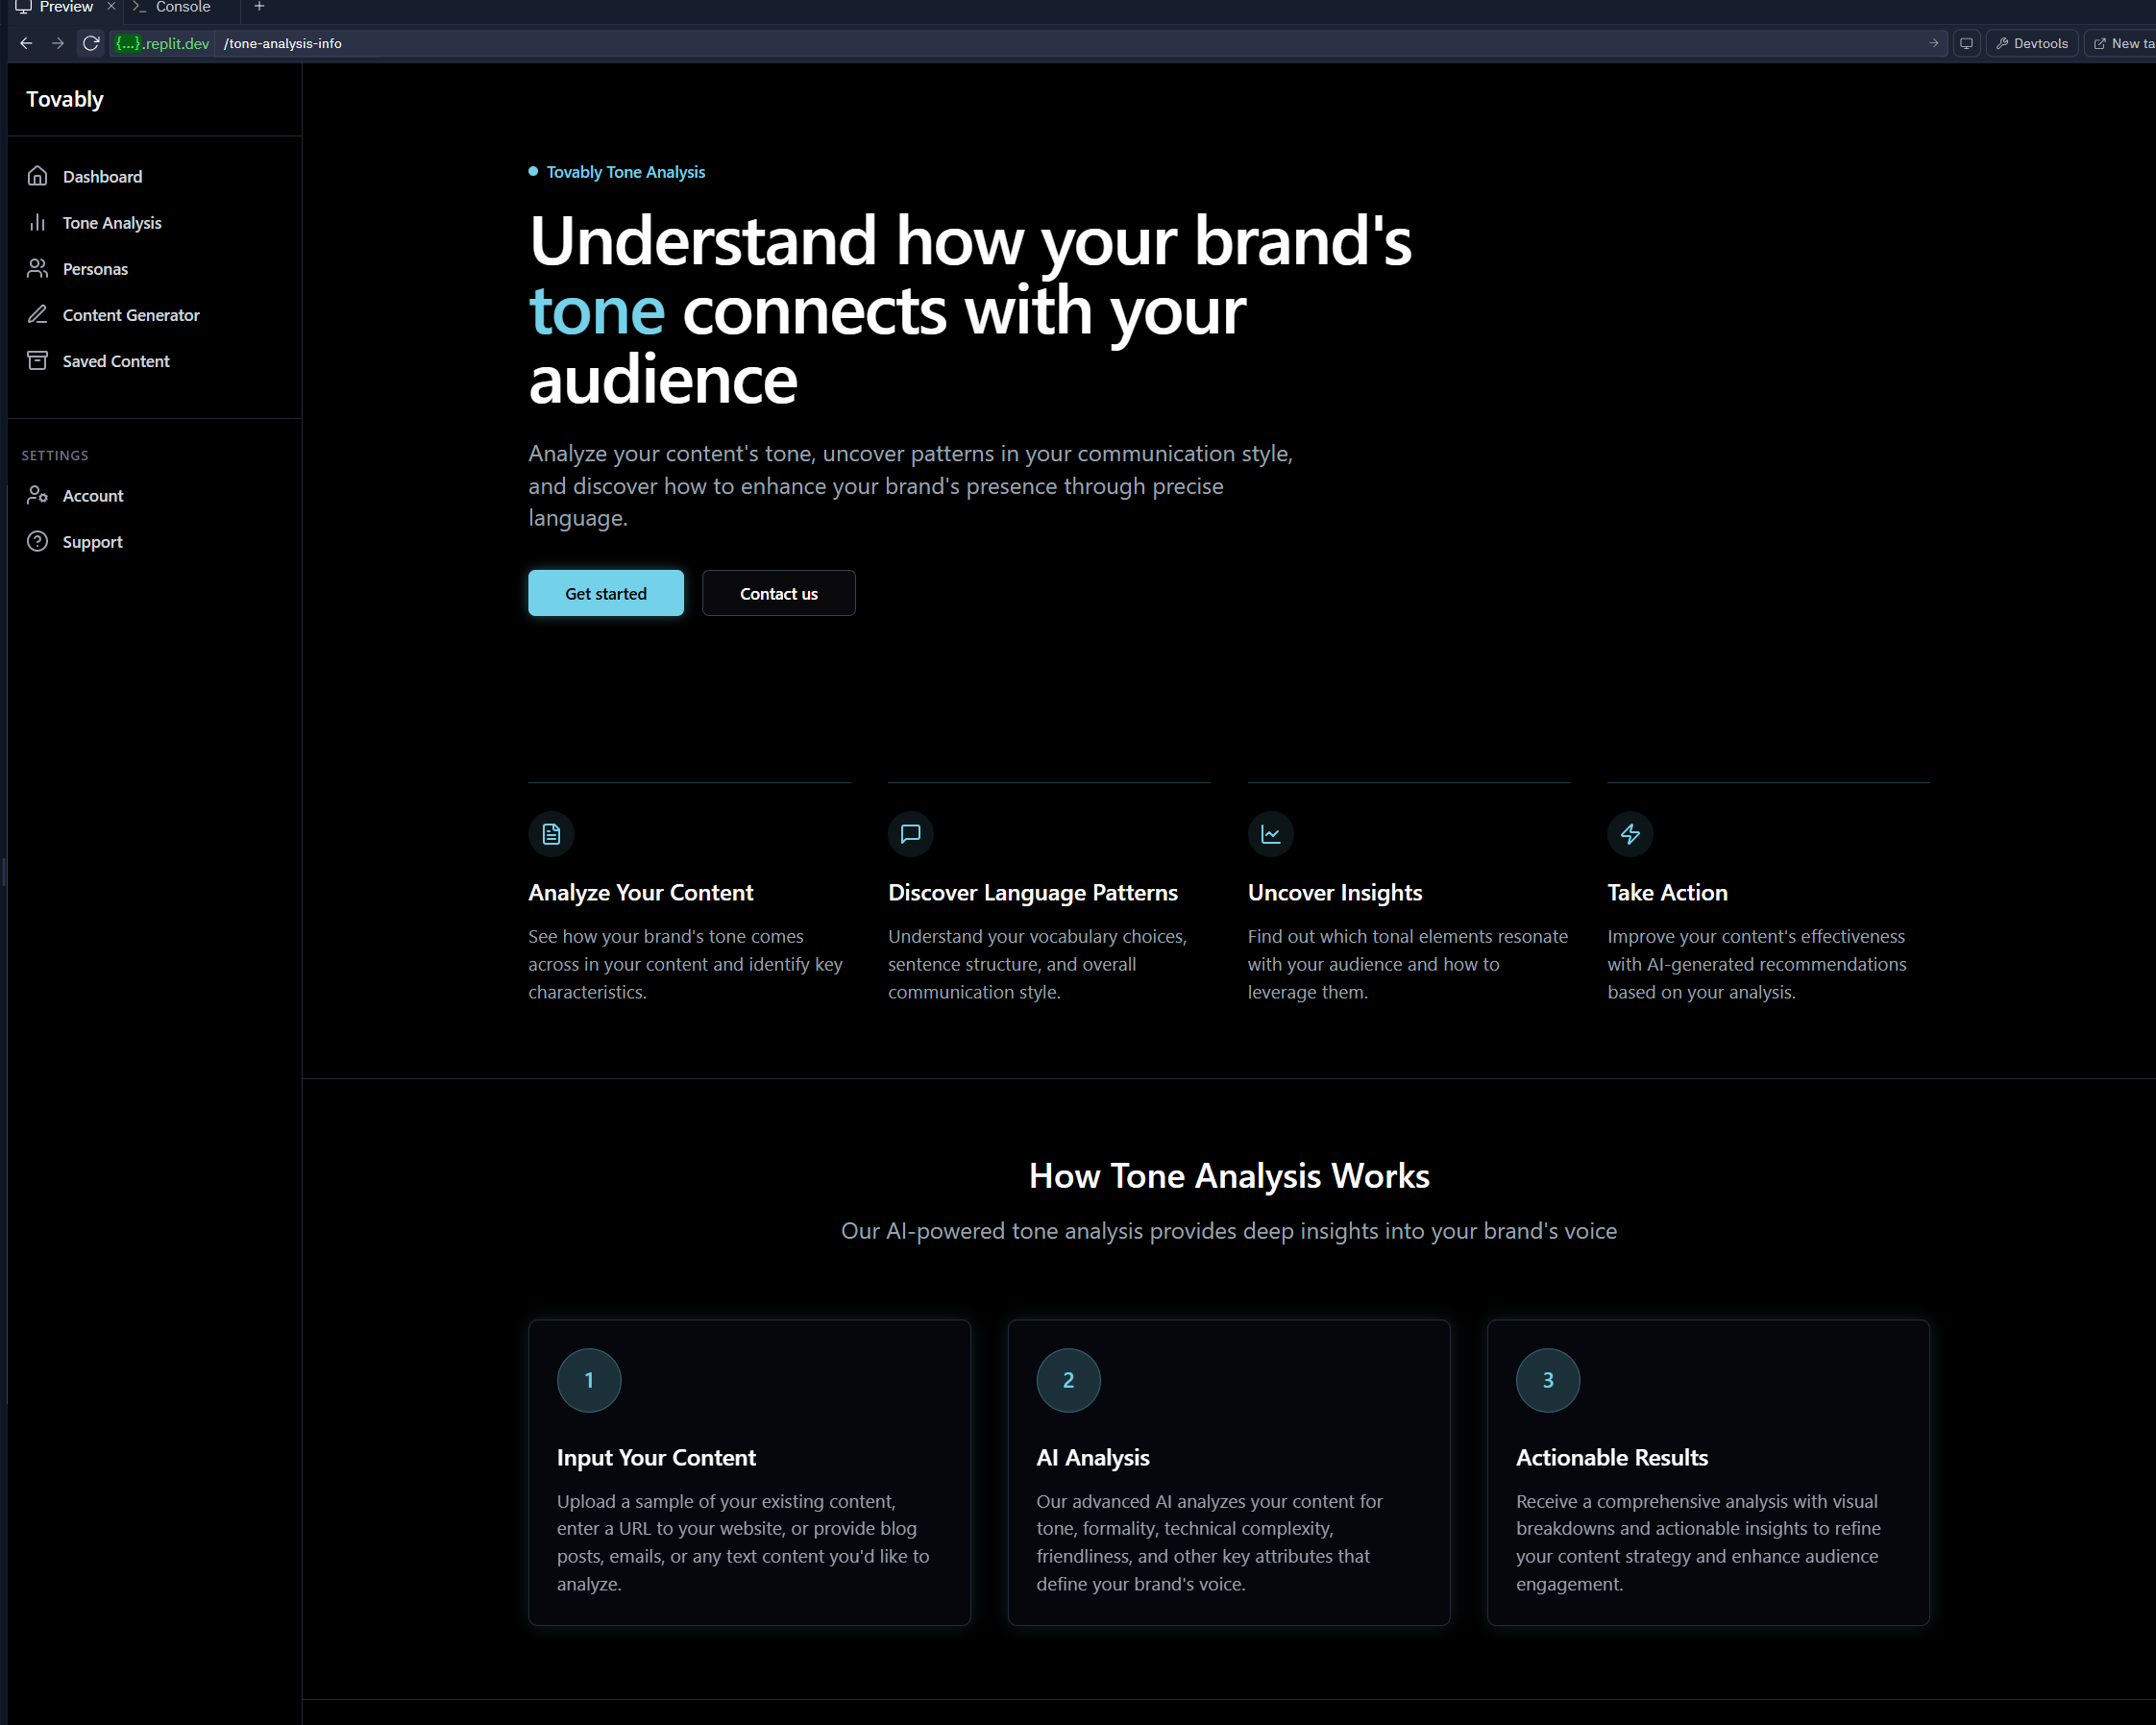 Preview
Console
{...}.replit.dev /tone-analysis-info
Devtools
New ta
Tovably
Dashboard
Tone Analysis
Personas
Content Generator
Saved Content
SETTINGS
Account
Support
Tovably Tone Analysis
Understand how your brand's
tone connects with your
audience
Analyze your content's tone, uncover patterns in your communication style,
and discover how to enhance your brand's presence through precise
language.
Get started
Contact us
Analyze Your Content
See how your brand's tone comes
across in your content and identify key
characteristics.
Discover Language Patterns
Understand your vocabulary choices,
sentence structure, and overall
communication style.
Uncover Insights
Find out which tonal elements resonate
with your audience and how to
leverage them.
Take Action
Improve your content's effectiveness
with AI-generated recommendations
based on your analysis.
How Tone Analysis Works
Our AI-powered tone analysis provides deep insights into your brand's voice
1
Input Your Content
Upload a sample of your existing content,
enter a URL to your website, or provide blog
posts, emails, or any text content you'd like to
analyze.
2
AI Analysis
Our advanced AI analyzes your content for
tone, formality, technical complexity,
friendliness, and other key attributes that
define your brand's voice.
3
Actionable Results
Receive a comprehensive analysis with visual
breakdowns and actionable insights to refine
your content strategy and enhance audience
engagement.